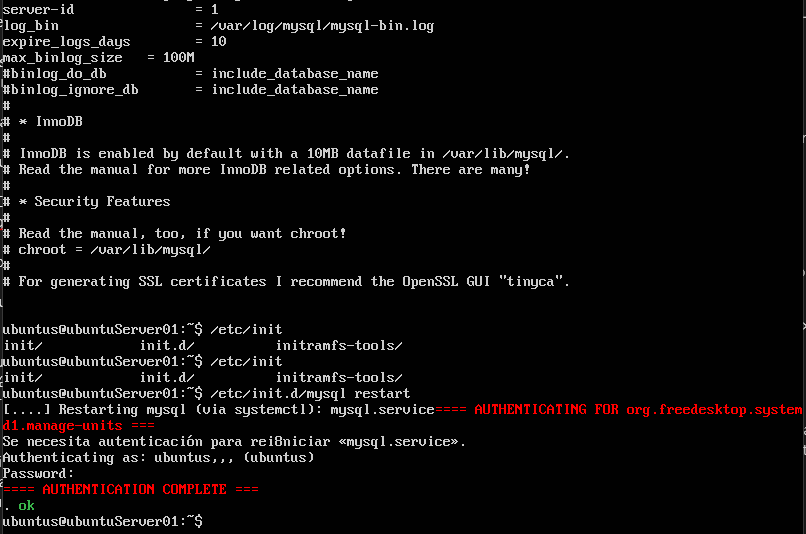 server-id               = 1
log_bin                 = /var/log/mysql/mysql-bin.log
expire_logs_days        = 10
max_binlog_size   = 100M
#binlog_do_db           = include_database_name
#binlog_ignore_db       = include_database_name
#
# * InnoDB
#
# InnoDB is enabled by default with a 10MB datafile in /var/lib/mysql/.
# Read the manual for more InnoDB related options. There are many!
#
# * Security Features
#
# Read the manual, too, if you want chroot!
# chroot = /var/lib/mysql/
#
# For generating SSL certificates I recommend the OpenSSL GUI "tinyca".
ubuntus@ubuntuServer01:~$ /etc/init
init/            init.d/          initramfs-tools/
ubuntus@ubuntuServer01:~$ /etc/init
init/            init.d/          initramfs-tools/
ubuntus@ubuntuServer01:~$ /etc/init.d/mysql restart
[....] Restarting mysql (via systemctl): mysql.service==== AUTHENTICATING FOR org.freedesktop.system
d1.manage-units ===
Se necesita autenticación para rei8niciar «mysql.service».
Authenticating as: ubuntus,,, (ubuntus)
Password:
==== AUTHENTICATION COMPLETE ===
. ok
ubuntus@ubuntuServer01:~$